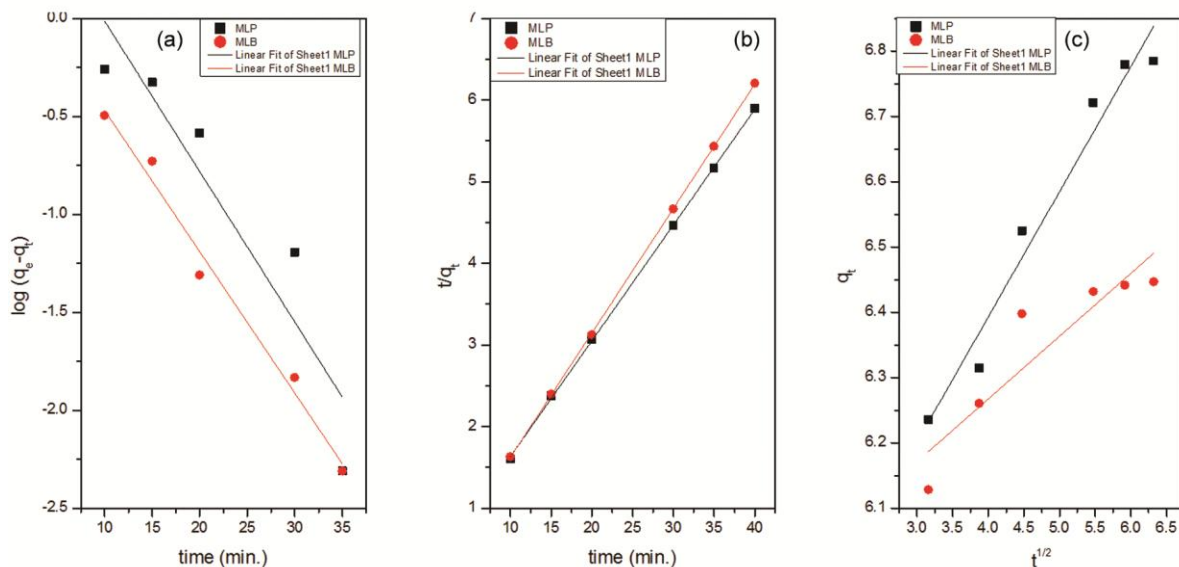 (a)
MLP
MLB
Linear Fit of Sheet1 MLP
Linear Fit of Sheet1 MLB
0.0
-0.5
-1.0
-1.5
-2.0
-2.5
log (qe-qt)
10 15 20 25 30 35
time (min.)
(b)
MLP
MLB
Linear Fit of Sheet1 MLP
Linear Fit of Sheet1 MLB
6
5
4
3
2
1
t/qt
10 15 20 25 30 35 40
time (min.)
(c)
MLP
MLB
Linear Fit of Sheet1 MLP
Linear Fit of Sheet1 MLB
6.8
6.7
6.6
6.5
6.4
6.3
6.2
6.1
qt
3.0 3.5 4.0 4.5 5.0 5.5 6.0 6.5
t1/2